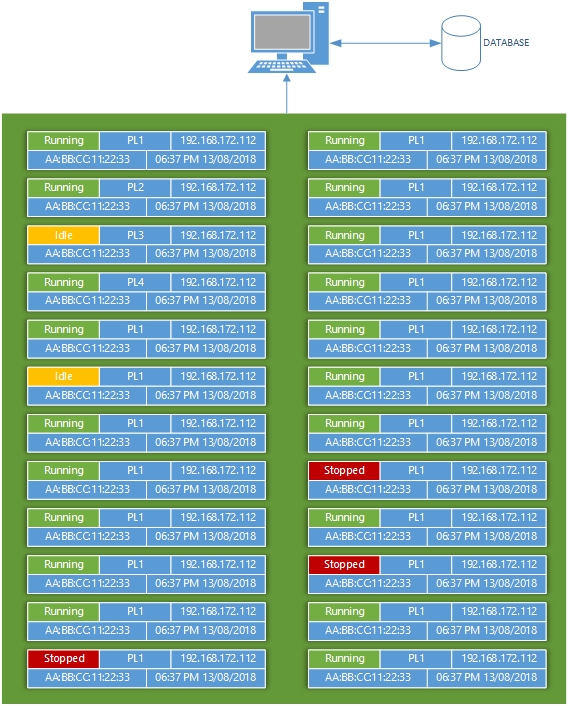 DATABASE
Running PL1 192.168.172.112
AA:BB:CC:11:22:33 06:37 PM 13/08/2018
Running PL2 192.168.172.112
AA:BB:CC:11:22:33 06:37 PM 13/08/2018
Idle PL3 192.168.172.112
AA:BB:CC:11:22:33 06:37 PM 13/08/2018
Running PL4 192.168.172.112
AA:BB:CC:11:22:33 06:37 PM 13/08/2018
Running PL1 192.168.172.112
AA:BB:CC:11:22:33 06:37 PM 13/08/2018
Idle PL1 192.168.172.112
AA:BB:CC:11:22:33 06:37 PM 13/08/2018
Running PL1 192.168.172.112
AA:BB:CC:11:22:33 06:37 PM 13/08/2018
Running PL1 192.168.172.112
AA:BB:CC:11:22:33 06:37 PM 13/08/2018
Running PL1 192.168.172.112
AA:BB:CC:11:22:33 06:37 PM 13/08/2018
Running PL1 192.168.172.112
AA:BB:CC:11:22:33 06:37 PM 13/08/2018
Running PL1 192.168.172.112
AA:BB:CC:11:22:33 06:37 PM 13/08/2018
Stopped PL1 192.168.172.112
AA:BB:CC:11:22:33 06:37 PM 13/08/2018
Running PL1 192.168.172.112
AA:BB:CC:11:22:33 06:37 PM 13/08/2018
Running PL1 192.168.172.112
AA:BB:CC:11:22:33 06:37 PM 13/08/2018
Running PL1 192.168.172.112
AA:BB:CC:11:22:33 06:37 PM 13/08/2018
Running PL1 192.168.172.112
AA:BB:CC:11:22:33 06:37 PM 13/08/2018
Running PL1 192.168.172.112
AA:BB:CC:11:22:33 06:37 PM 13/08/2018
Running PL1 192.168.172.112
AA:BB:CC:11:22:33 06:37 PM 13/08/2018
Running PL1 192.168.172.112
AA:BB:CC:11:22:33 06:37 PM 13/08/2018
Stopped PL1 192.168.172.112
AA:BB:CC:11:22:33 06:37 PM 13/08/2018
Running PL1 192.168.172.112
AA:BB:CC:11:22:33 06:37 PM 13/08/2018
Stopped PL1 192.168.172.112
AA:BB:CC:11:22:33 06:37 PM 13/08/2018
Running PL1 192.168.172.112
AA:BB:CC:11:22:33 06:37 PM 13/08/2018
Running PL1 192.168.172.112
AA:BB:CC:11:22:33 06:37 PM 13/08/2018